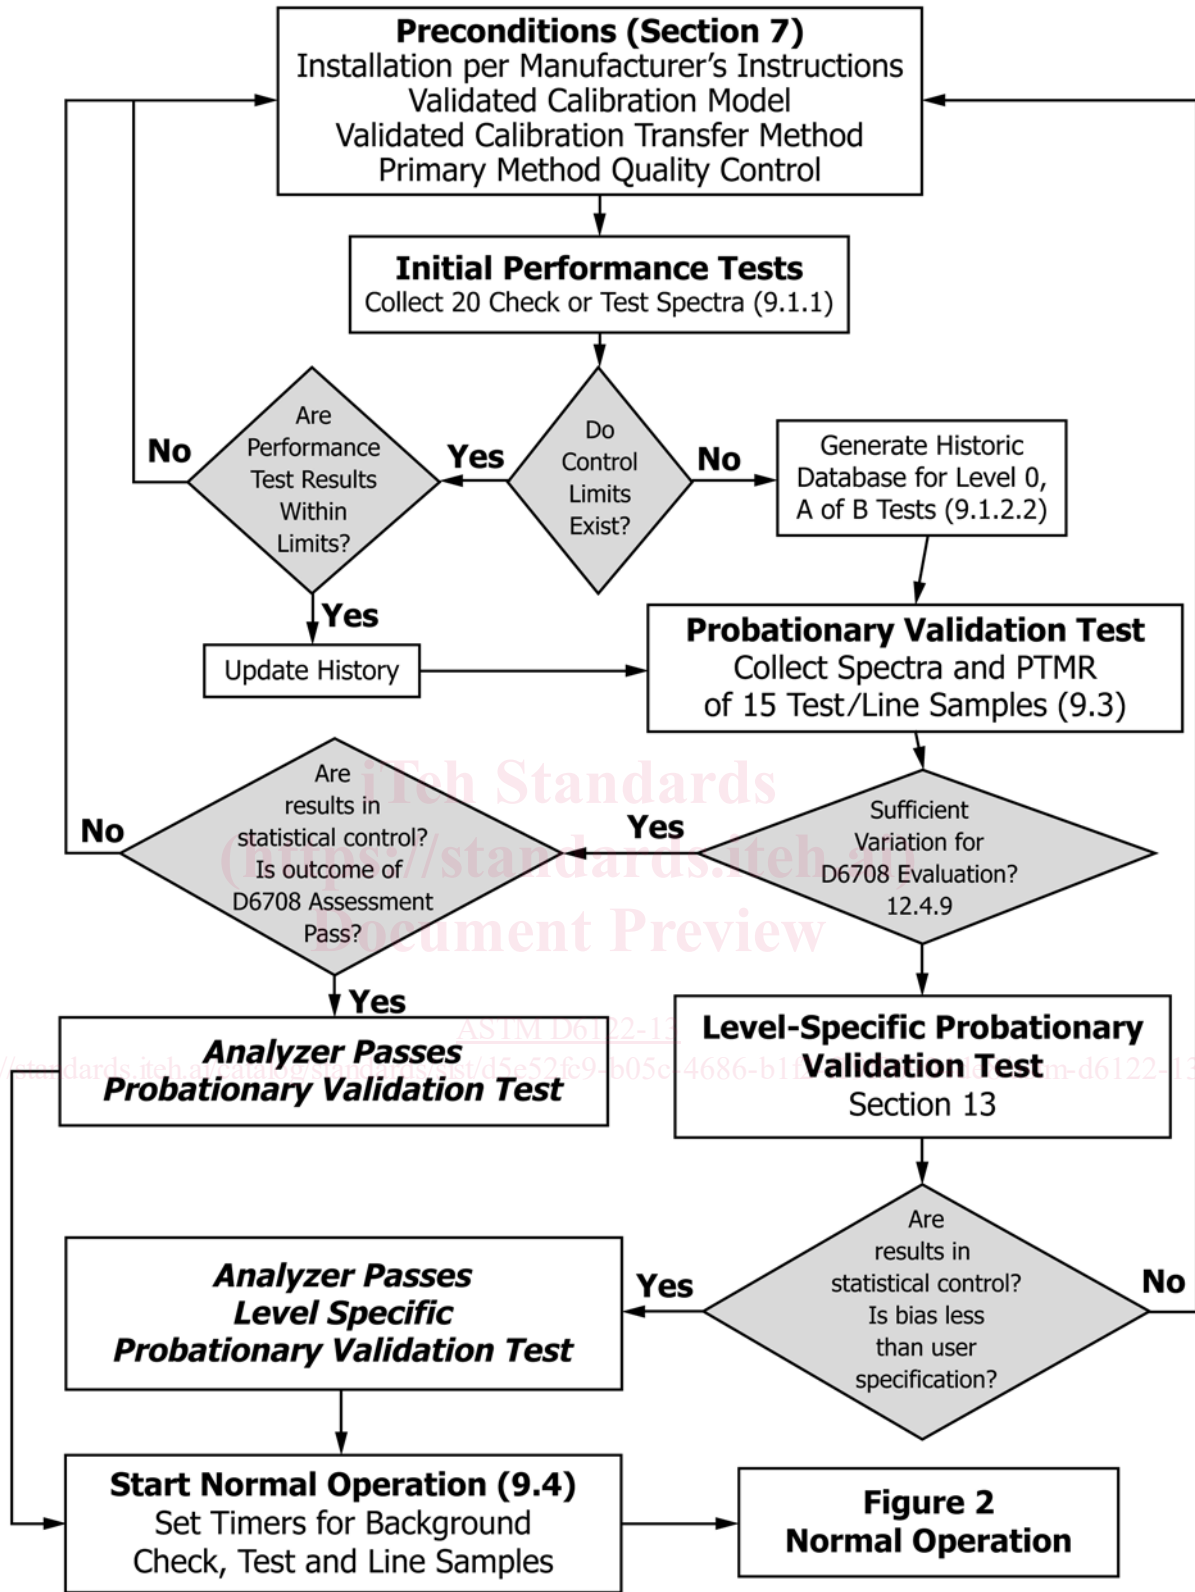 Preconditions (Section 7)
Installation per Manufacturer's Instructions
Validated Calibration Model
Validated Calibration Transfer Method
Primary Method Quality Control
Initial Performance Tests
Collect 20 Check or Test Spectra (9.1.1)
Are
Performance
Test Results
Within
Limits?
No
Yes
Do
Control
Limits
Exist?
Yes
No
Generate Historic
Database for Level 0,
A of B Tests (9.1.2.2)
Update History
Probationary Validation Test
Collect Spectra and PTMR
of 15 Test/Line Samples (9.3)
Are
results in
statistical control?
Is outcome of
D6708 Assessment
Pass?
No
Yes
Yes
Sufficient
Variation for
D6708 Evaluation?
12.4.9
iTeh Standards
(https://standards.iteh.ai)
Document Preview
ASTM D6122-13
Analyzer Passes
Probationary Validation Test
Level-Specific Probationary
Validation Test
Section 13
Analyzer Passes
Level Specific
Probationary Validation Test
Yes
Are
results in
statistical control?
Is bias less
than user
specification?
No
Start Normal Operation (9.4)
Set Timers for Background
Check, Test and Line Samples
Figure 2
Normal Operation